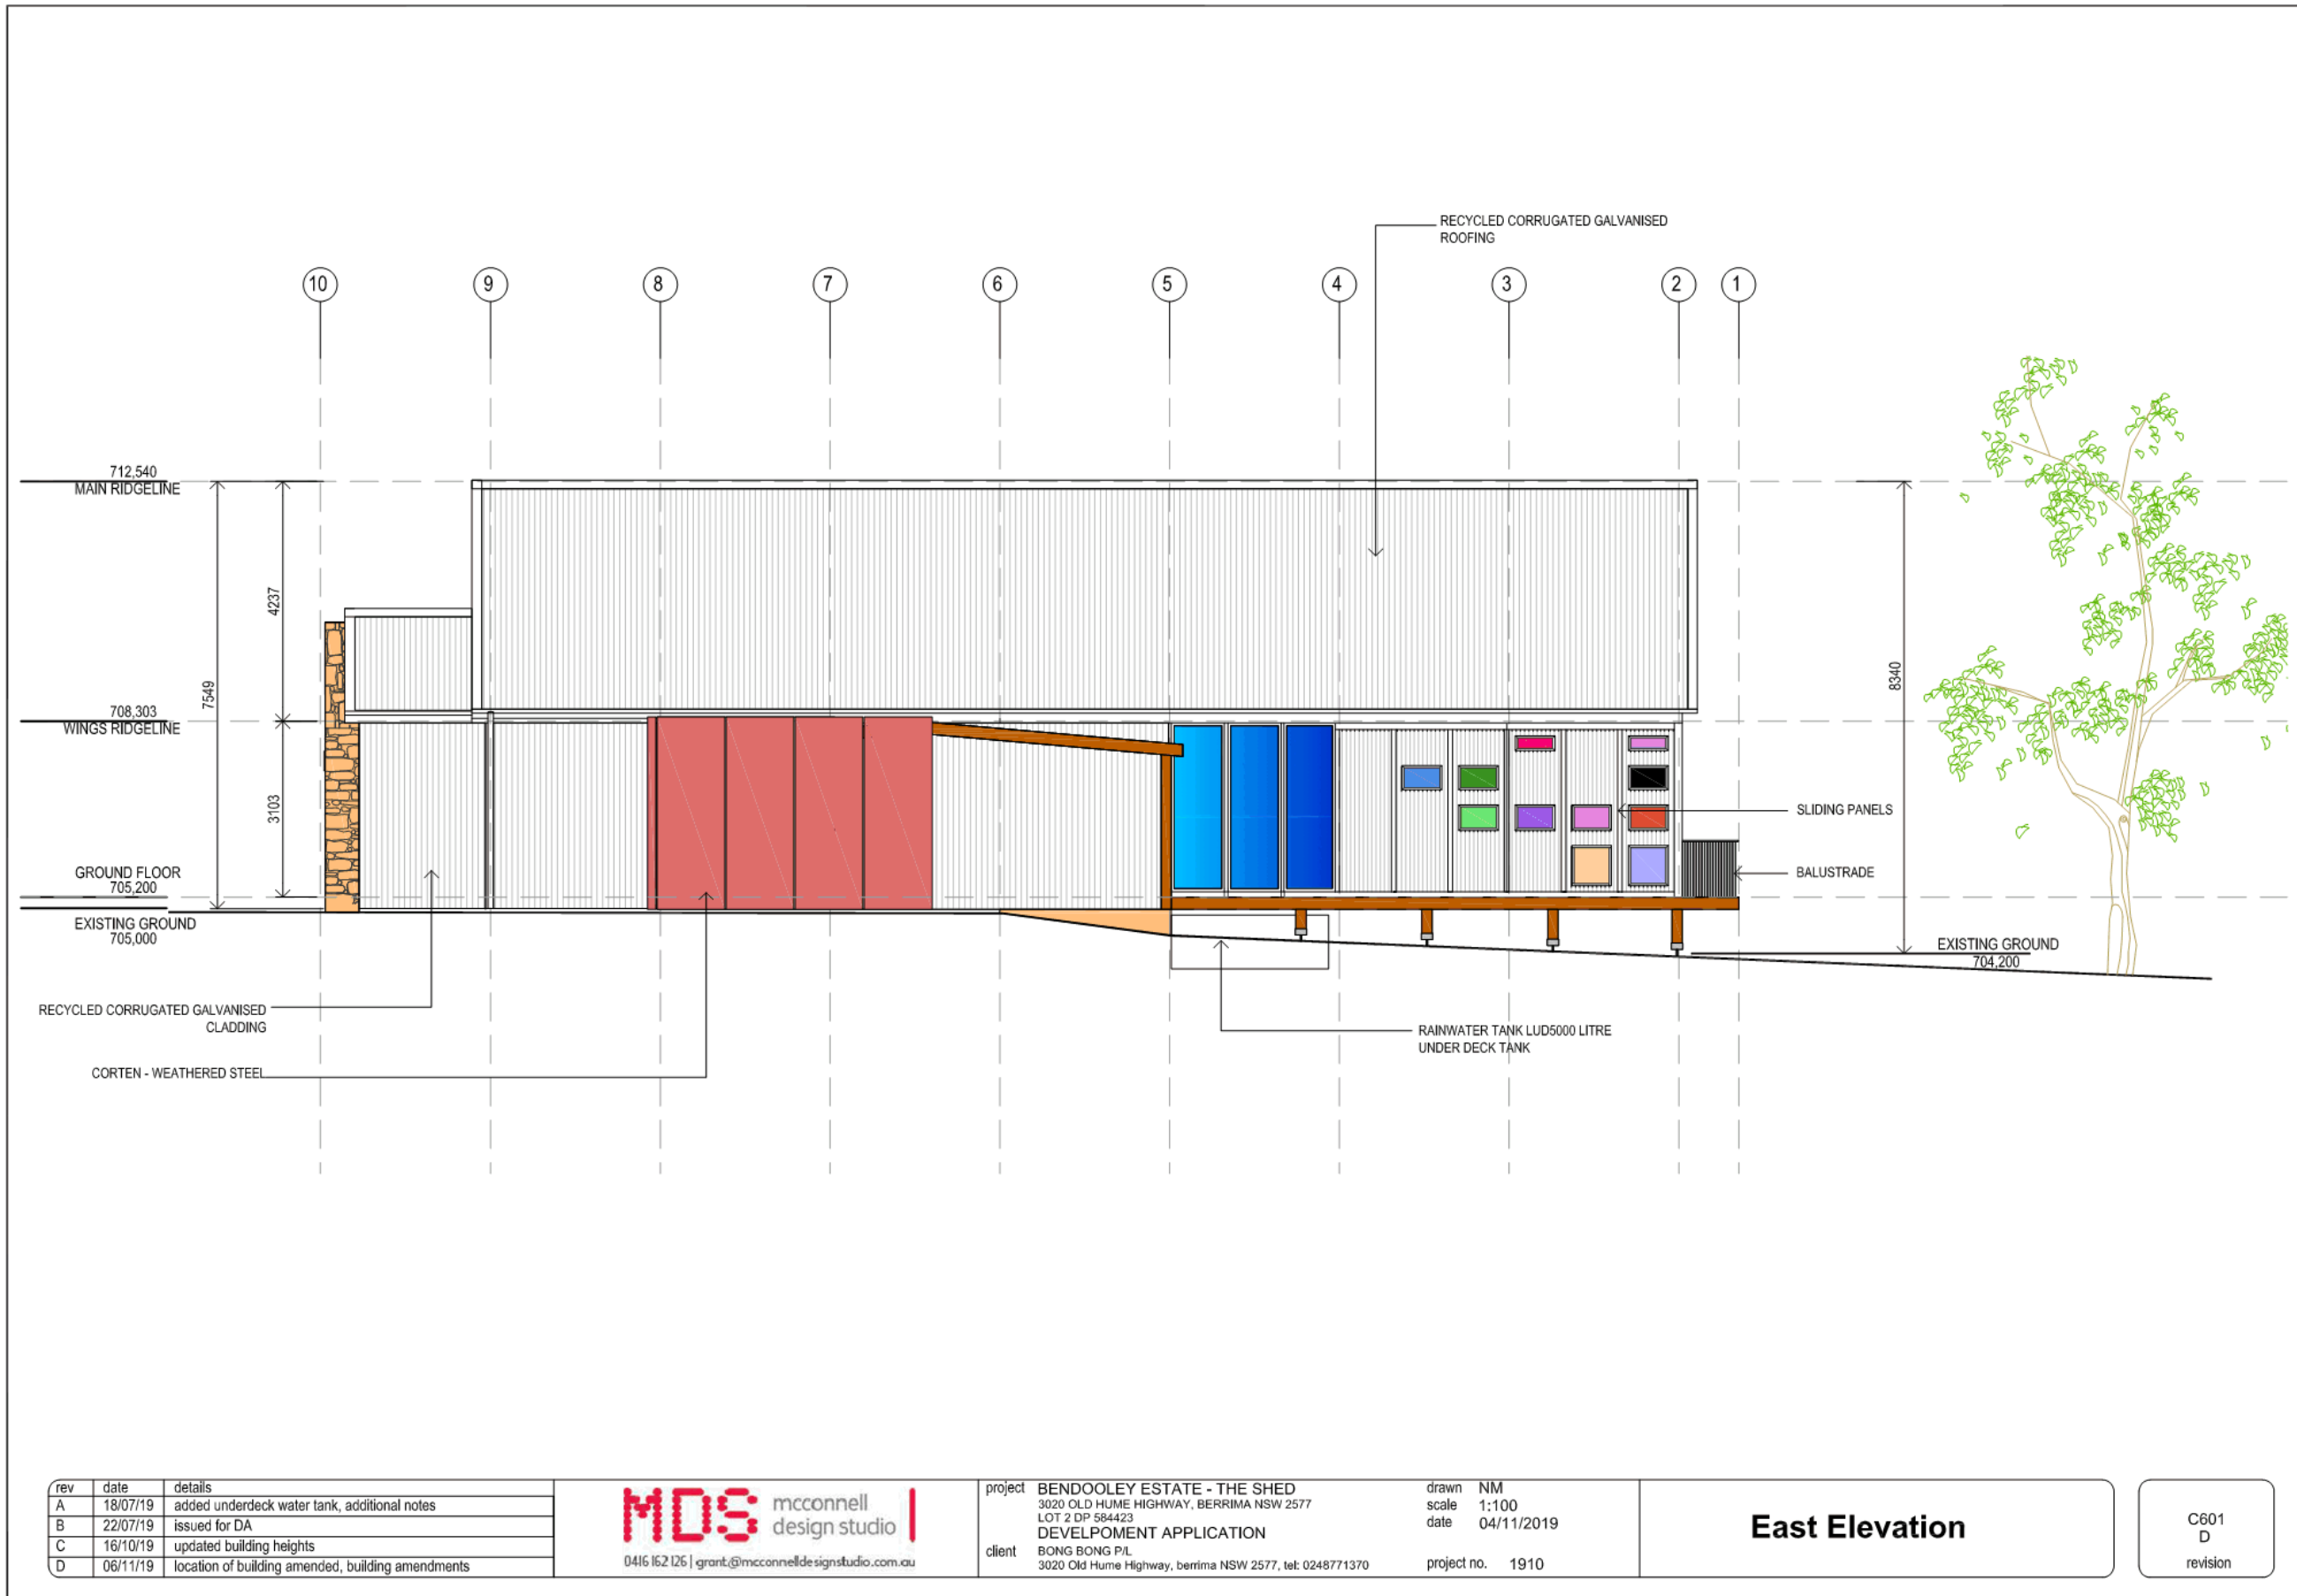 RECYCLED CORRUGATED GALVANISED
ROOFING
10
9
8
7
6
5
4
3
2
1
712,540
MAIN RIDGELINE
4237
7549
8340
708,303
WINGS RIDGELINE
3103
SLIDING PANELS
BALUSTRADE
GROUND FLOOR
705,200
EXISTING GROUND
705,000
EXISTING GROUND
704,200
RECYCLED CORRUGATED GALVANISED
CLADDING
RAINWATER TANK LUD5000 LITRE
UNDER DECK TANK
CORTEN - WEATHERED STEEL
rev date details
A 18/07/19 added underdeck water tank, additional notes
B 22/07/19 issued for DA
C 16/10/19 updated building heights
D 06/11/19 location of building amended, building amendments
MDS mcconnell
design studio
0416 162 126 | grant@mcconnelldesignstudio.com.au
project BENDOOLEY ESTATE - THE SHED
3020 OLD HUME HIGHWAY, BERRIMA NSW 2577
LOT 2 DP 584423
DEVELPOMENT APPLICATION
client BONG BONG P/L
3020 Old Hume Highway, berrima NSW 2577, tel: 0248771370
drawn NM
scale 1:100
date 04/11/2019
project no. 1910
East Elevation
C601
D
revision